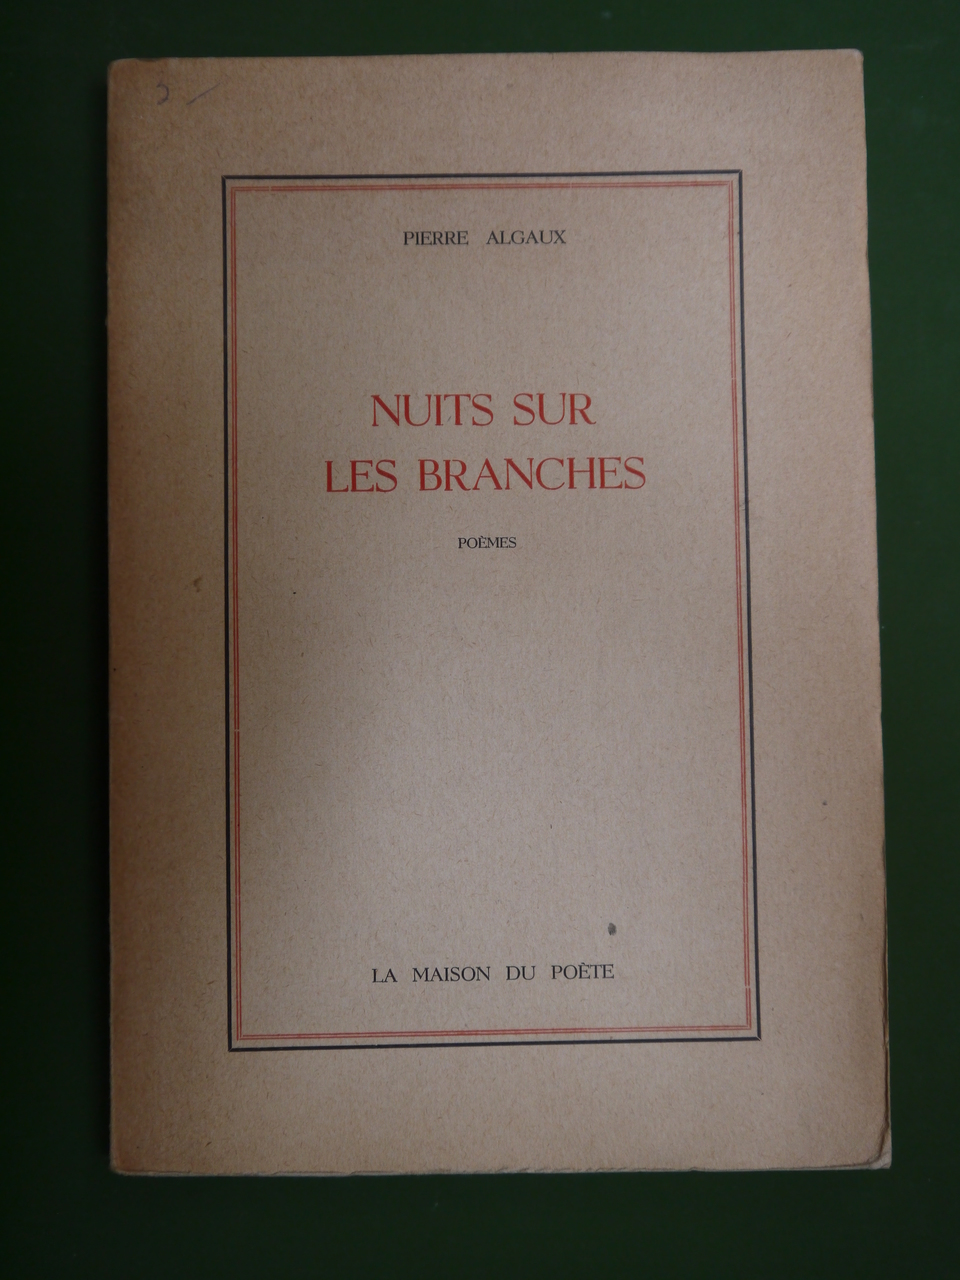 PIERRE ALGAUX
NUITS SUR
LES BRANCHES
POÈMES
LA MAISON DU POÈTE